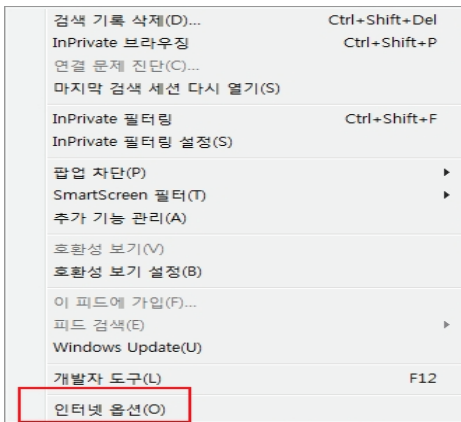 검색 기록 삭제(D)... Ctrl+Shift+Del
InPrivate 브라우징 Ctrl+Shift+P
연결 문제 진단(C)...
마지막 검색 세션 다시 열기(S)
InPrivate 필터링 Ctrl+Shift+F
InPrivate 필터링 설정(S)
팝업 차단(P)
SmartScreen 필터(T)
추가 기능 관리(A)
호환성 보기(V)
호환성 보기 설정(B)
이 피드에 가입(F)...
피드 검색(E)
Windows Update(U)
개발자 도구(L) F12
인터넷 옵션(O)